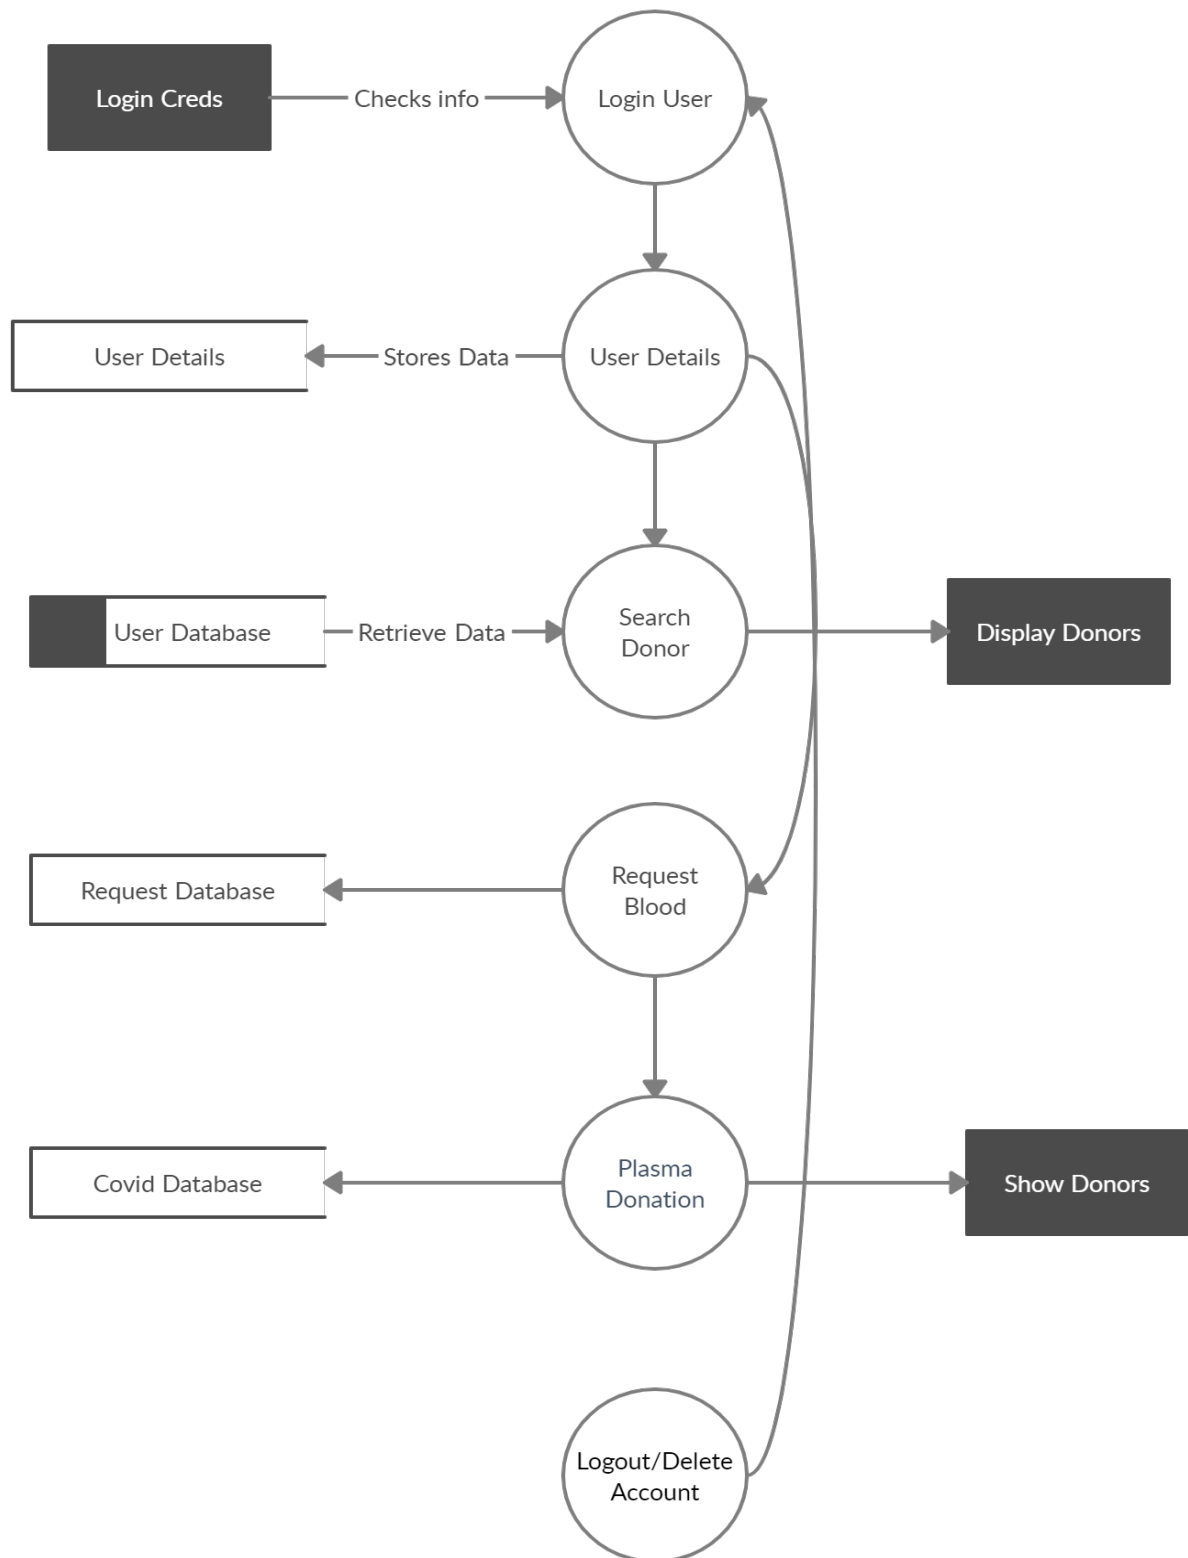 Login Creds
Checks info
Login User
User Details
Stores Data
User Details
User Database
Retrieve Data
Search
Donor
Display Donors
Request Database
Request
Blood
Covid Database
Plasma
Donation
Show Donors
Logout/Delete
Account